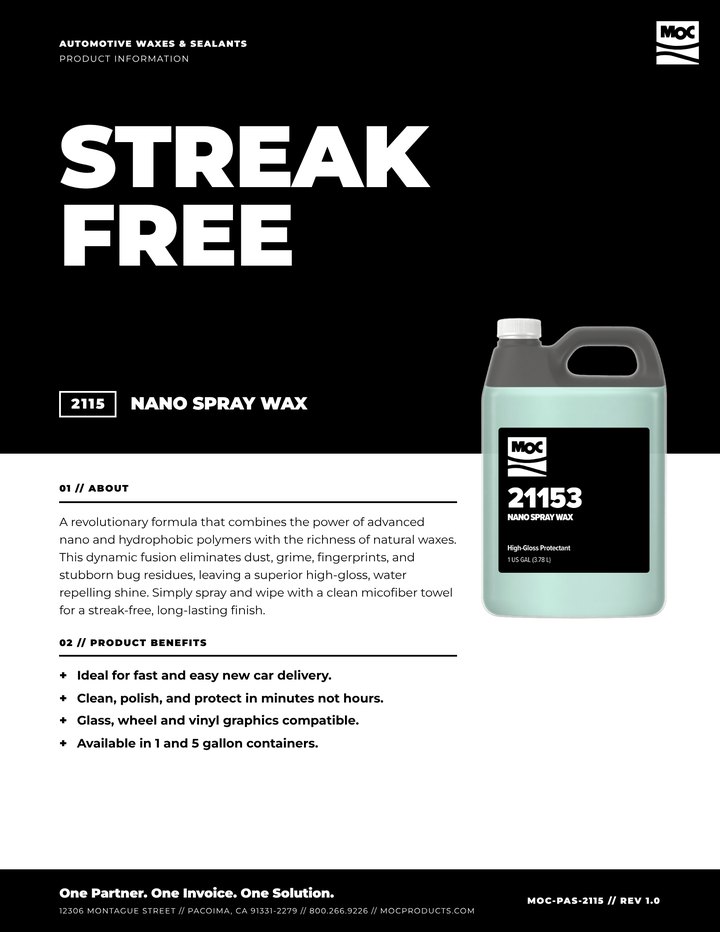 AUTOMOTIVE WAXES & SEALANTS
PRODUCT INFORMATION
MOC
STREAK
FREE
2115 NANO SPRAY WAX
MOC
21153
NANO SPRAY WAX
High-Gloss Protectant
1 US GAL (3.78 L)
01 // ABOUT
A revolutionary formula that combines the power of advanced
nano and hydrophobic polymers with the richness of natural waxes.
This dynamic fusion eliminates dust, grime, fingerprints, and
stubborn bug residues, leaving a superior high-gloss, water
repelling shine. Simply spray and wipe with a clean micofiber towel
for a streak-free, long-lasting finish.
02 // PRODUCT BENEFITS
+ Ideal for fast and easy new car delivery.
+ Clean, polish, and protect in minutes not hours.
+ Glass, wheel and vinyl graphics compatible.
+ Available in 1 and 5 gallon containers.
One Partner. One Invoice. One Solution.
12306 MONTAGUE STREET // PACOIMA, CA 91331-2279 // 800.266.9226 // MOCPRODUCTS.COM
MOC-PAS-2115 // REV 1.0